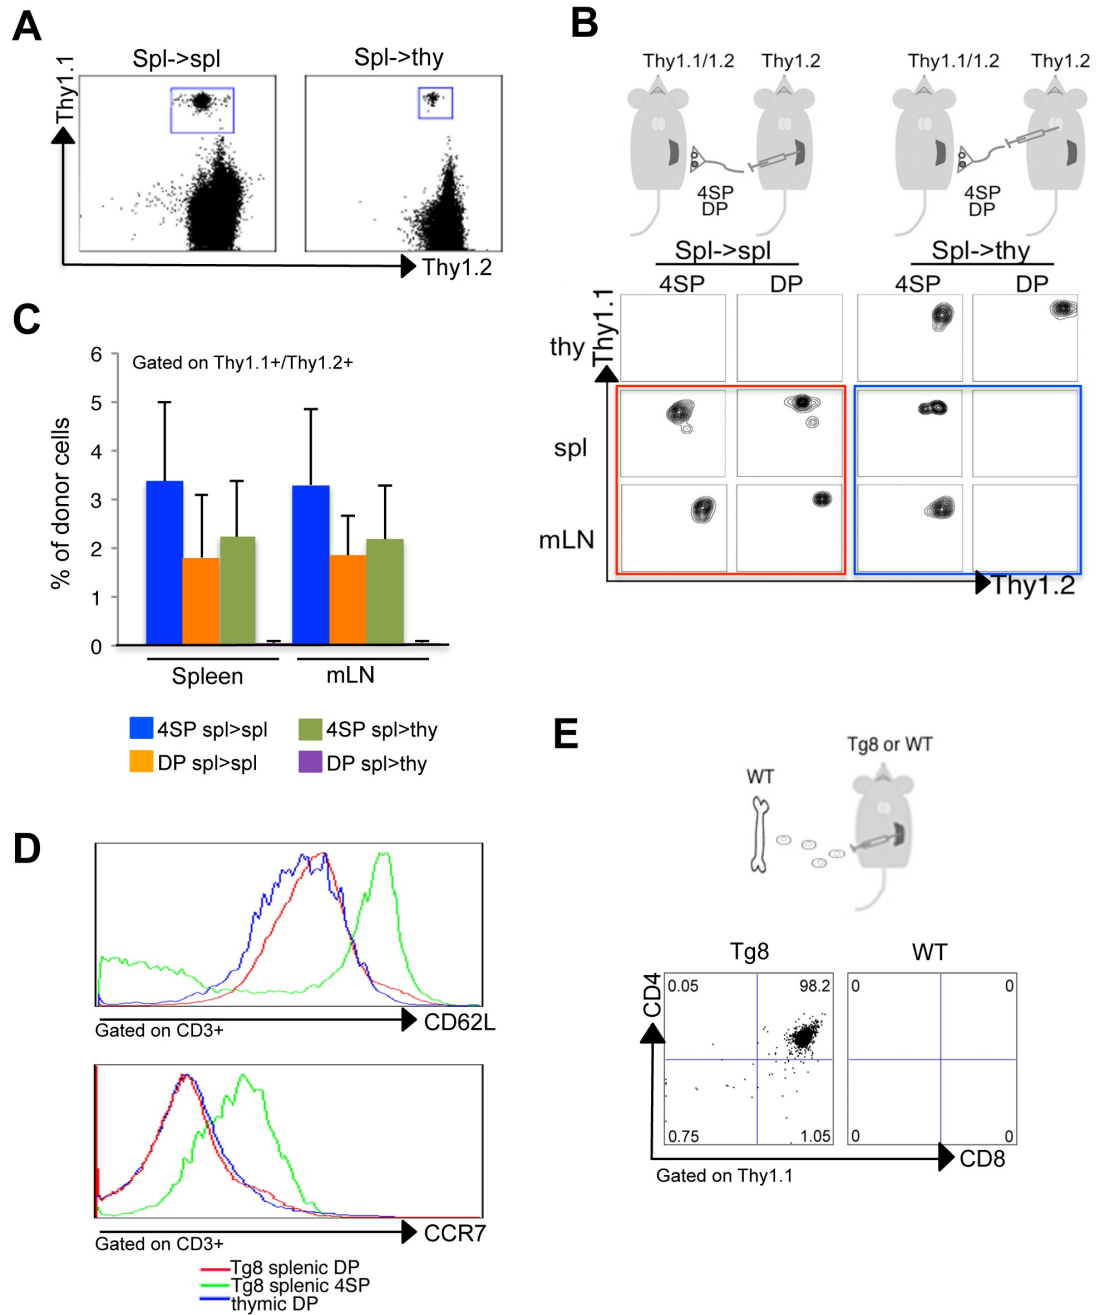 A
Spl->spl
Spl->thy
Thy1.1
Thy1.2
B
Thy1.1/1.2
Thy1.2
Thy1.1/1.2
Thy1.2
4SP
DP
4SP
DP
Spl->spl
Spl->thy
4SP
DP
4SP
DP
Thy1.1
thy
spl
mLN
Thy1.2
C
Gated on Thy1.1+/Thy1.2+
% of donor cells
6
5
4
3
2
1
0
Spleen
mLN
4SP spl>spl
4SP spl>thy
DP spl>spl
DP spl>thy
D
Gated on CD3+
CD62L
Gated on CD3+
CCR7
Tg8 splenic DP
Tg8 splenic 4SP
thymic DP
E
Tg8 or WT
WT
Tg8
WT
CD4
0.05
98.2
0
0
0.75
1.05
0
0
CD8
Gated on Thy1.1